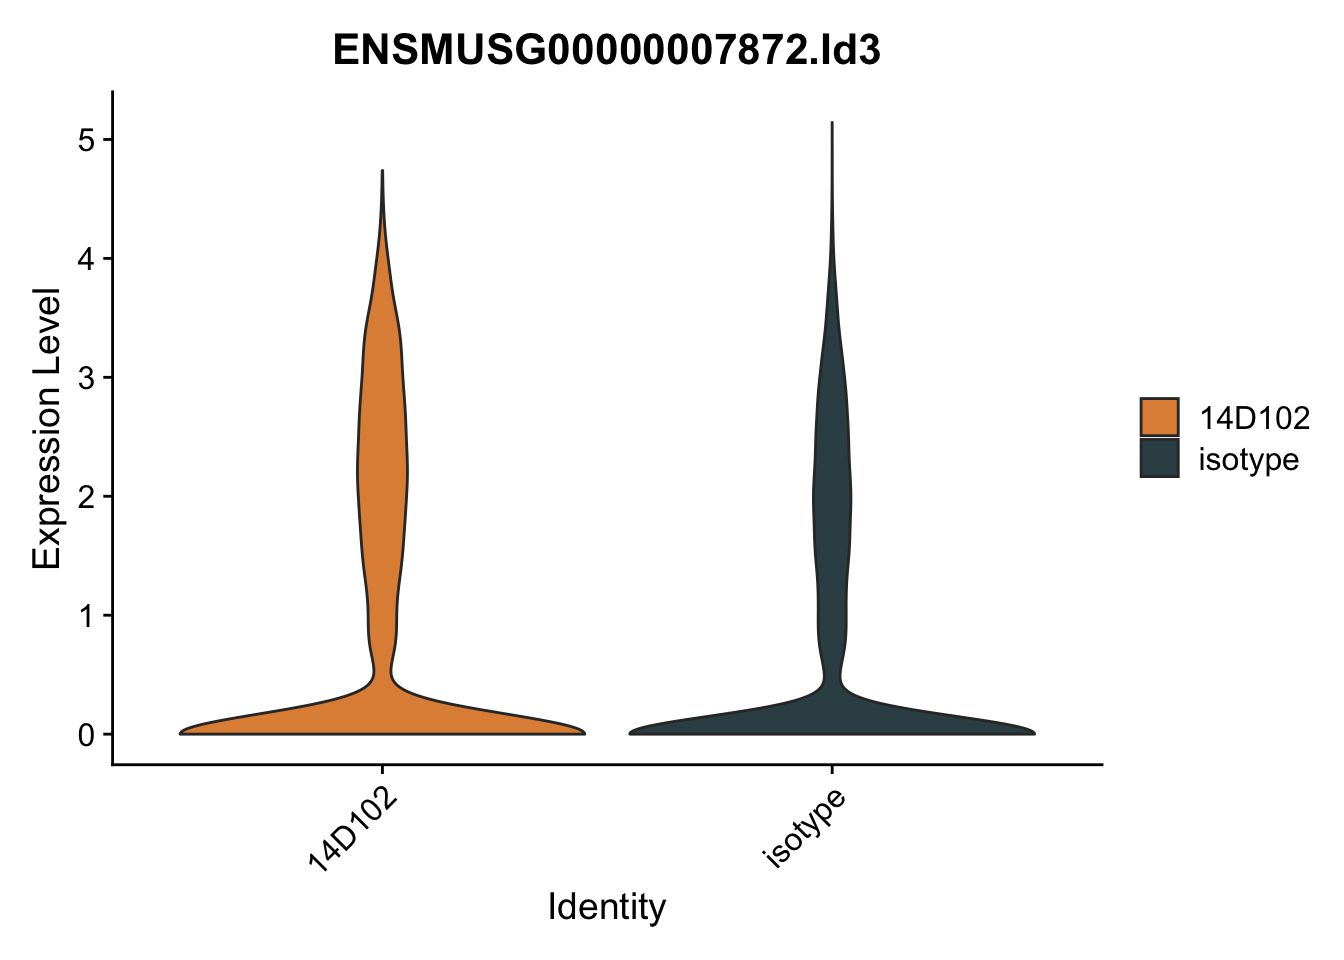 ENSMUSG00000007872.Id3
5
4
3
2
1
0
Expression Level
14D102
isotype
Identity
14D102
isotype